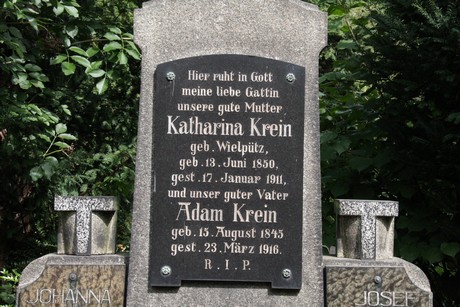 Hier ruht in Gott
meine liebe Gattin
unsere gute Mutter
Katharina Krein
geb. Wielpütz,
geb. 13. Juni 1850,
gest. 17. Januar 1911,
und unser guter Vater
Adam Krein
geb. 15. August 1845
gest. 23. März 1916.
R. I. P.
JOHANNA
JOSEF